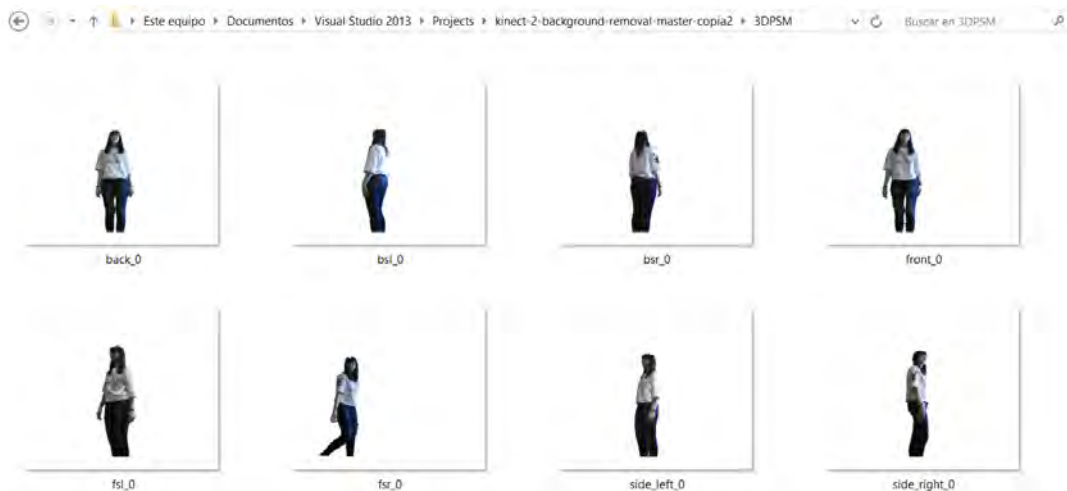 Este equipo ▸ Documentos ▸ Visual Studio 2013 ▸ Projects ▸ kinect-2-background-removal-master-copia2 ▸ 3DPSM
Buscar en 3DPSM
back_0 bsl_0 bsr_0 front_0
fsl_0 fsr_0 side_left_0 side_right_0